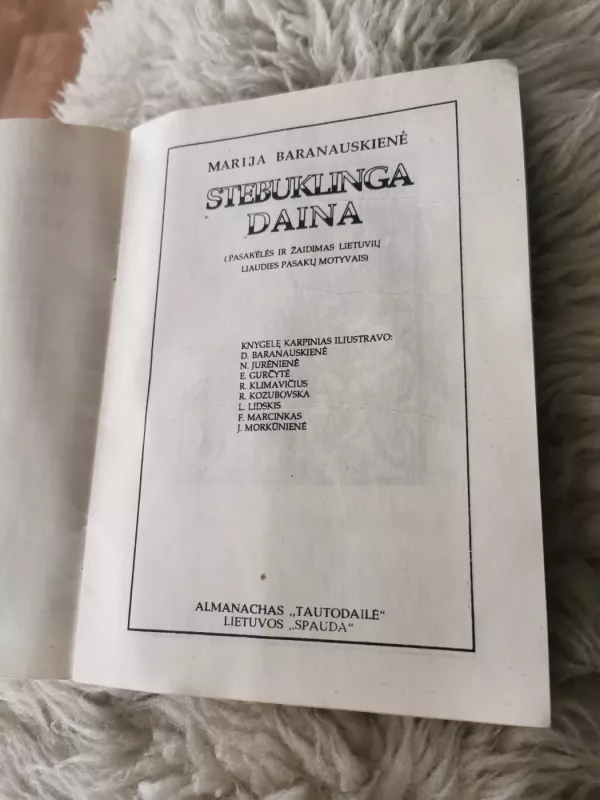 MARIJA BARANAUSKIENĖ
STEBUKLINGA
DAINA
(PASAKĖLĖS IR ŽAIDIMAS LIETUVIŲ
LIAUDIES PASAKŲ MOTYVAIS)
KNYGELĘ KARPINIAS ILIUSTRAVO:
D. BARANAUSKIENĖ
N. JURĖNIENĖ
E. GURČYTĖ
R. KLIMAVIČIUS
R. KOZUBOVSKA
L. LIDSKIS
F. MARCINKAS
J. MORKŪNIENĖ
ALMANACHAS „TAUTODAILĖ“
LIETUVOS „SPAUDA“